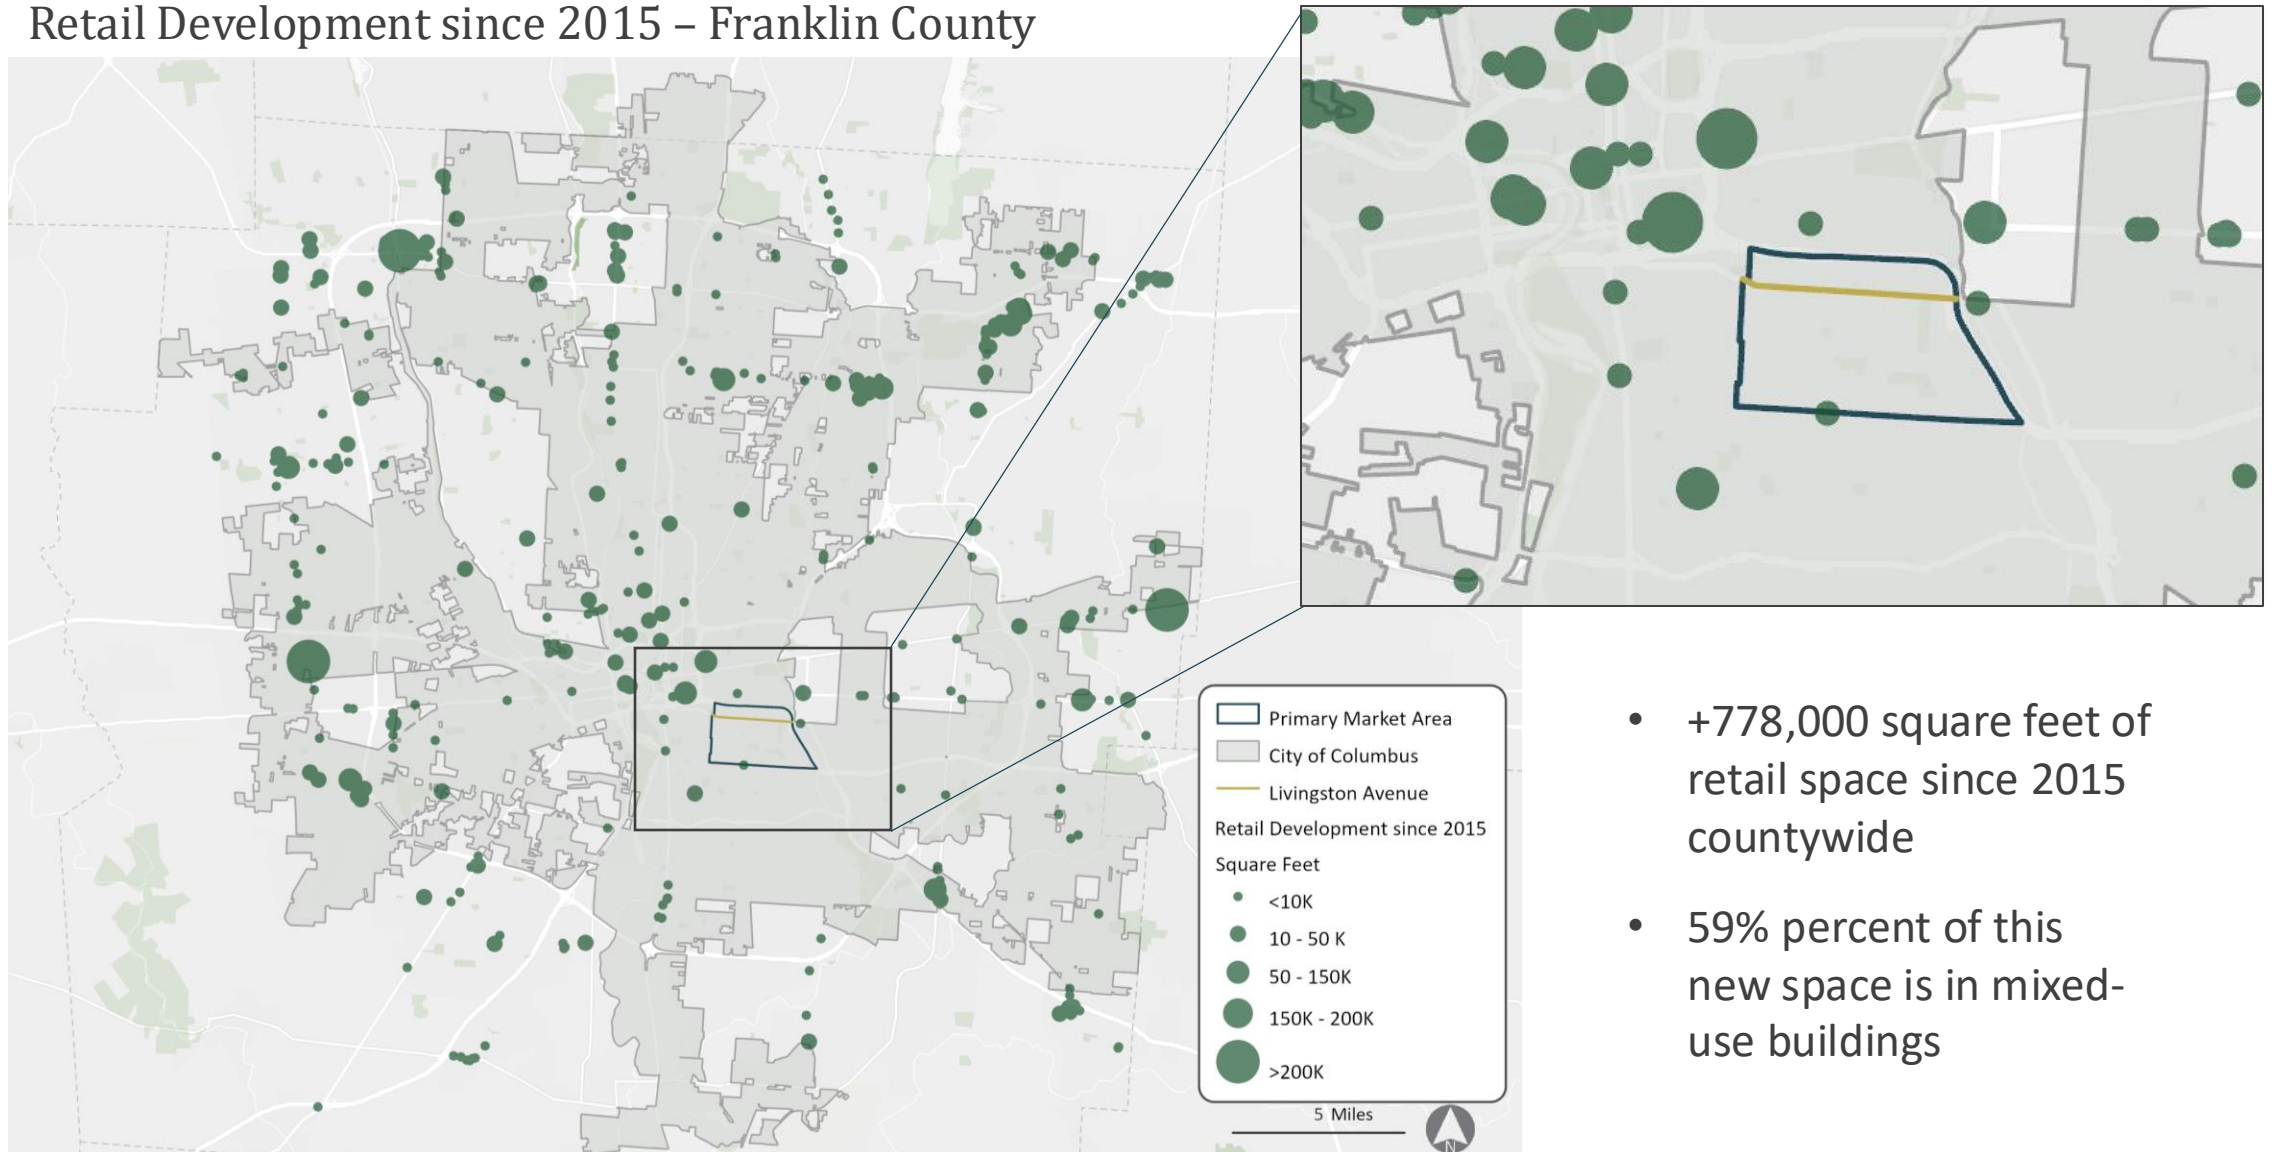 Retail Development since 2015 – Franklin County
Primary Market Area
City of Columbus
Livingston Avenue
Retail Development since 2015
Square Feet
<10K
10 - 50 K
50 - 150K
150K - 200K
>200K
5 Miles
N
• +778,000 square feet of
retail space since 2015
countywide
• 59% percent of this
new space is in mixed-
use buildings